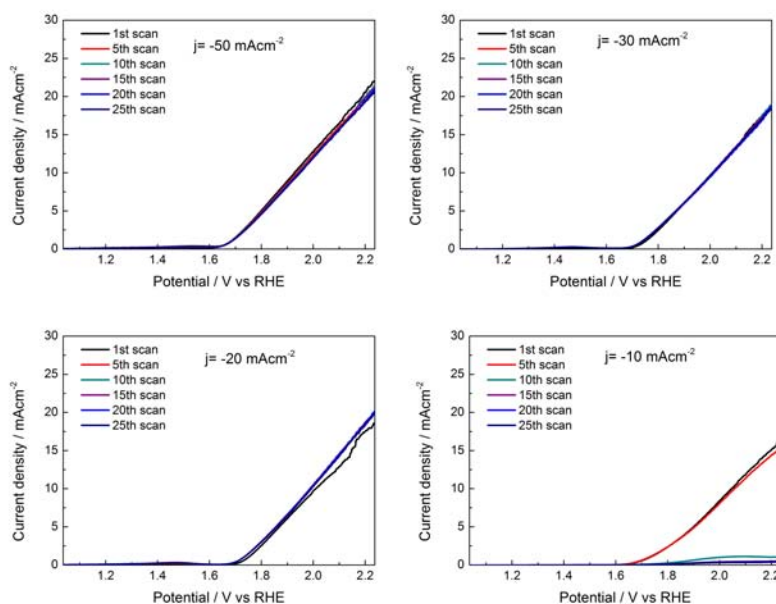 30
25
20
15
10
5
0
Current density / mAcm⁻²
1st scan
5th scan
10th scan
15th scan
20th scan
25th scan
j= -50 mAcm⁻²
1.2 1.4 1.6 1.8 2.0 2.2
Potential / V vs RHE
30
25
20
15
10
5
0
Current density / mAcm⁻²
1st scan
5th scan
10th scan
15th scan
20th scan
25th scan
j= -30 mAcm⁻²
1.2 1.4 1.6 1.8 2.0 2.2
Potential / V vs RHE
30
25
20
15
10
5
0
Current density / mAcm⁻²
1st scan
5th scan
10th scan
15th scan
20th scan
25th scan
j= -20 mAcm⁻²
1.2 1.4 1.6 1.8 2.0 2.2
Potential / V vs RHE
30
25
20
15
10
5
0
Current density / mAcm⁻²
1st scan
5th scan
10th scan
15th scan
20th scan
25th scan
j= -10 mAcm⁻²
1.2 1.4 1.6 1.8 2.0
Potential / V vs RHE